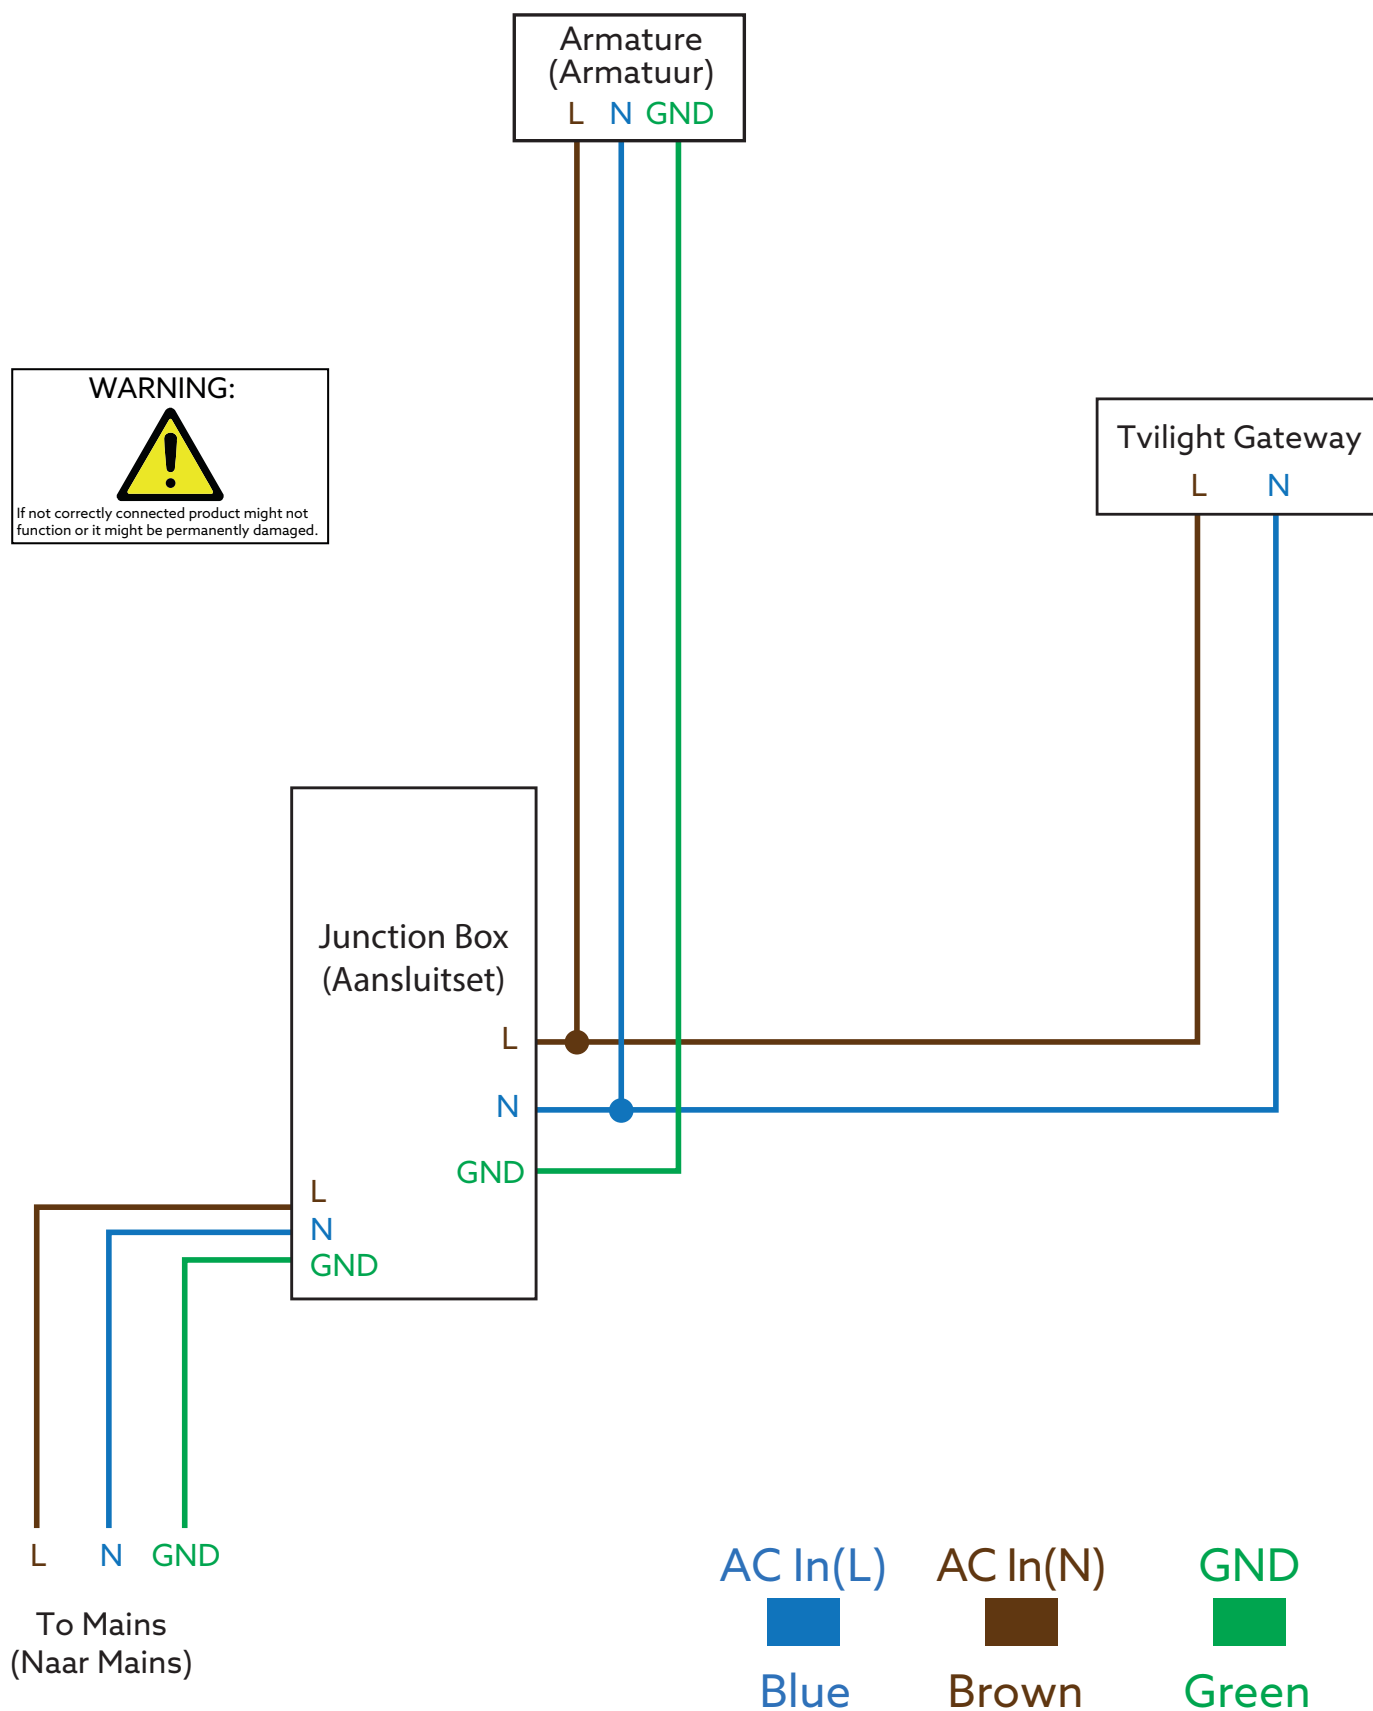 Armature
(Armatuur)
L N GND
WARNING:
If not correctly connected product might not
function or it might be permanently damaged.
Tvilight Gateway
L N
Junction Box
(Aansluitset)
L
N
GND
L
N
GND
L N GND
To Mains
(Naar Mains)
AC In(L) AC In(N) GND
Blue Brown Green